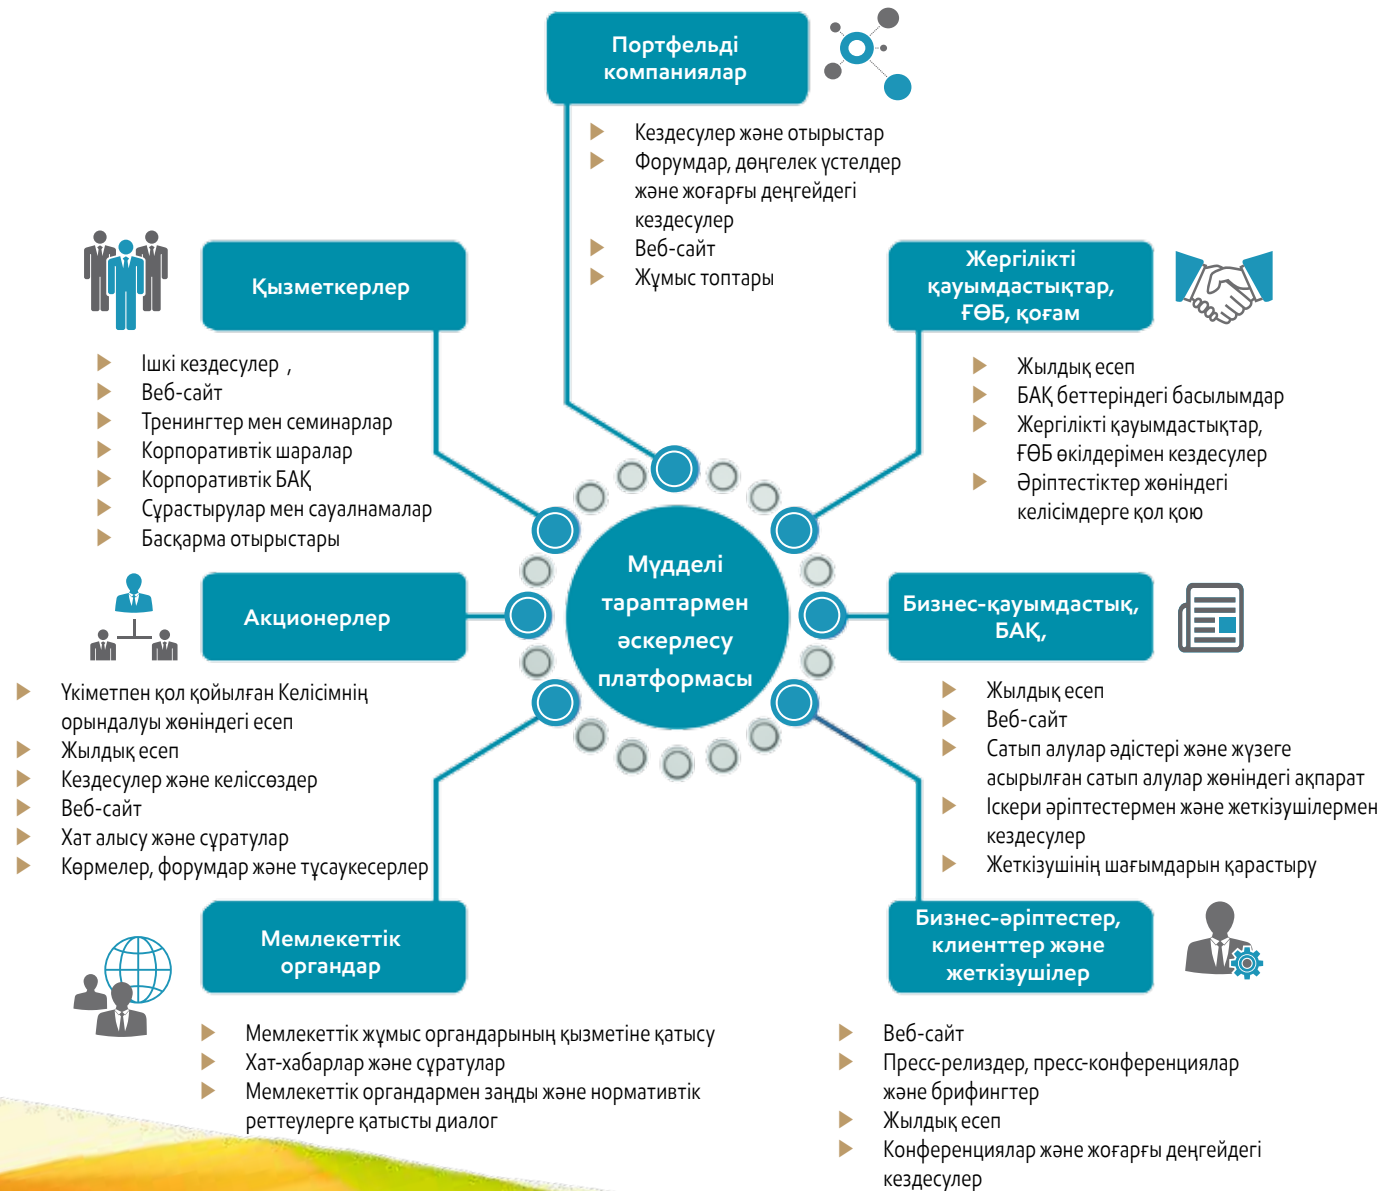 Портфельді
компаниялар
Кездесулер және отырыстар
Форумдар, дөңгелек үстелдер
және жоғарғы деңгейдегі
кездесулер
Веб-сайт
Жұмыс топтары
Қызметкерлер
Ішкі кездесулер ,
Веб-сайт
Тренингтер мен семинарлар
Корпоративтік шаралар
Корпоративтік БАҚ
Сұрастырулар мен сауалнамалар
Басқарма отырыстары
Жергілікті
қауымдастықтар,
ҒӨБ, қоғам
Жылдық есеп
БАҚ беттеріндегі басылымдар
Жергілікті қауымдастықтар,
ҒӨБ өкілдерімен кездесулер
Әріптестіктер жөніндегі
келісімдерге қол қою
Мүдделі
тараптармен
әскерлесу
платформасы
Акционерлер
Үкіметпен қол қойылған Келісімнің
орындалуы жөніндегі есеп
Жылдық есеп
Кездесулер және келіссөздер
Веб-сайт
Хат алысу және сұратулар
Көрмелер, форумдар және тұсаукесерлер
Бизнес-қауымдастық,
БАҚ,
Жылдық есеп
Веб-сайт
Сатып алулар әдістері және жүзеге
асырылған сатып алулар жөніндегі ақпарат
Іскери әріптестермен және жеткізушілермен
кездесулер
Жеткізушінің шағымдарын қарастыру
Мемлекеттік
органдар
Мемлекеттік жұмыс органдарының қызметіне қатысу
Хат-хабарлар және сұратулар
Мемлекеттік органдармен заңды және нормативтік
реттеулерге қатысты диалог
Бизнес-әріптестер,
клиенттер және
жеткізушілер
Веб-сайт
Пресс-релиздер, пресс-конференциялар
және брифингтер
Жылдық есеп
Конференциялар және жоғарғы деңгейдегі
кездесулер